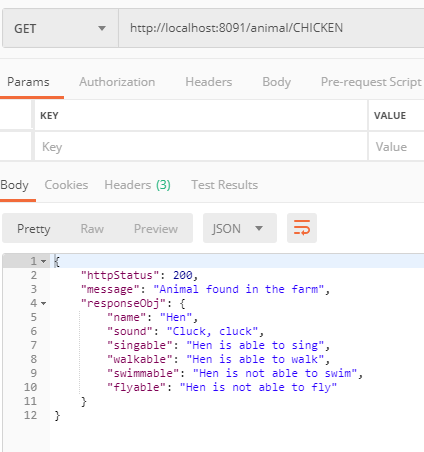 GET http://localhost:8091/animal/CHICKEN
Params Authorization Headers Body Pre-request Script
KEY VALUE
Key Value
Body Cookies Headers (3) Test Results
Pretty Raw Preview JSON
1 {
2 "httpStatus": 200,
3 "message": "Animal found in the farm",
4 "responseObj": {
5 "name": "Hen",
6 "sound": "Cluck, cluck",
7 "singable": "Hen is able to sing",
8 "walkable": "Hen is able to walk",
9 "swimmable": "Hen is not able to swim",
10 "flyable": "Hen is not able to fly"
11 }
12 }